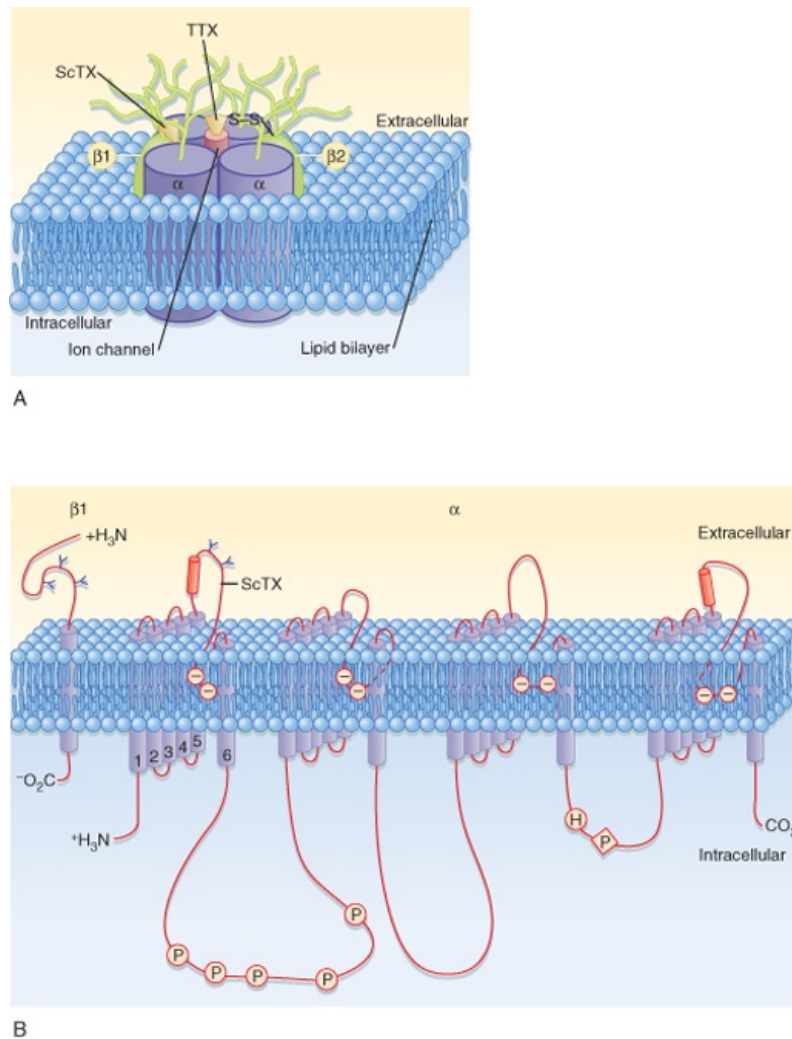 TTX
ScTX
S–S
Extracellular
β1
β2
α
α
Intracellular
Ion channel
Lipid bilayer
A
β1
α
+H₃N
Extracellular
ScTX
−
−
−
−
−
−
−
−
1
2
3
4
5
6
⁻O₂C
⁺H₃N
H
P
CO₂
Intracellular
P
P
P
P
P
B